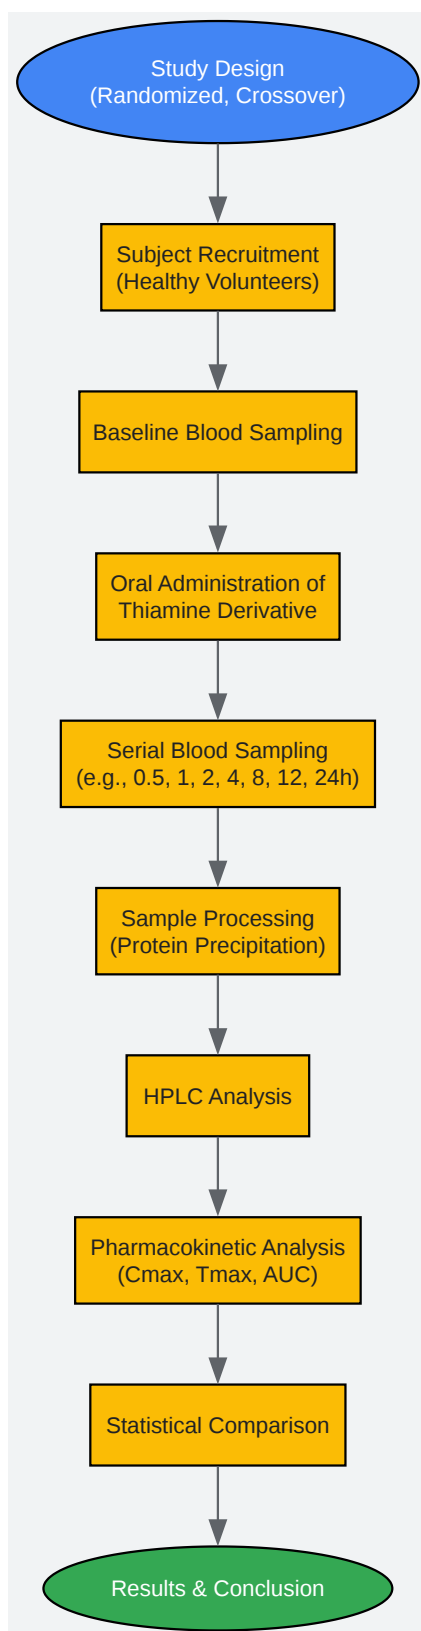 Study Design
(Randomized, Crossover)
Subject Recruitment
(Healthy Volunteers)
Baseline Blood Sampling
Oral Administration of
Thiamine Derivative
Serial Blood Sampling
(e.g., 0.5, 1, 2, 4, 8, 12, 24h)
Sample Processing
(Protein Precipitation)
HPLC Analysis
Pharmacokinetic Analysis
(Cmax, Tmax, AUC)
Statistical Comparison
Results & Conclusion